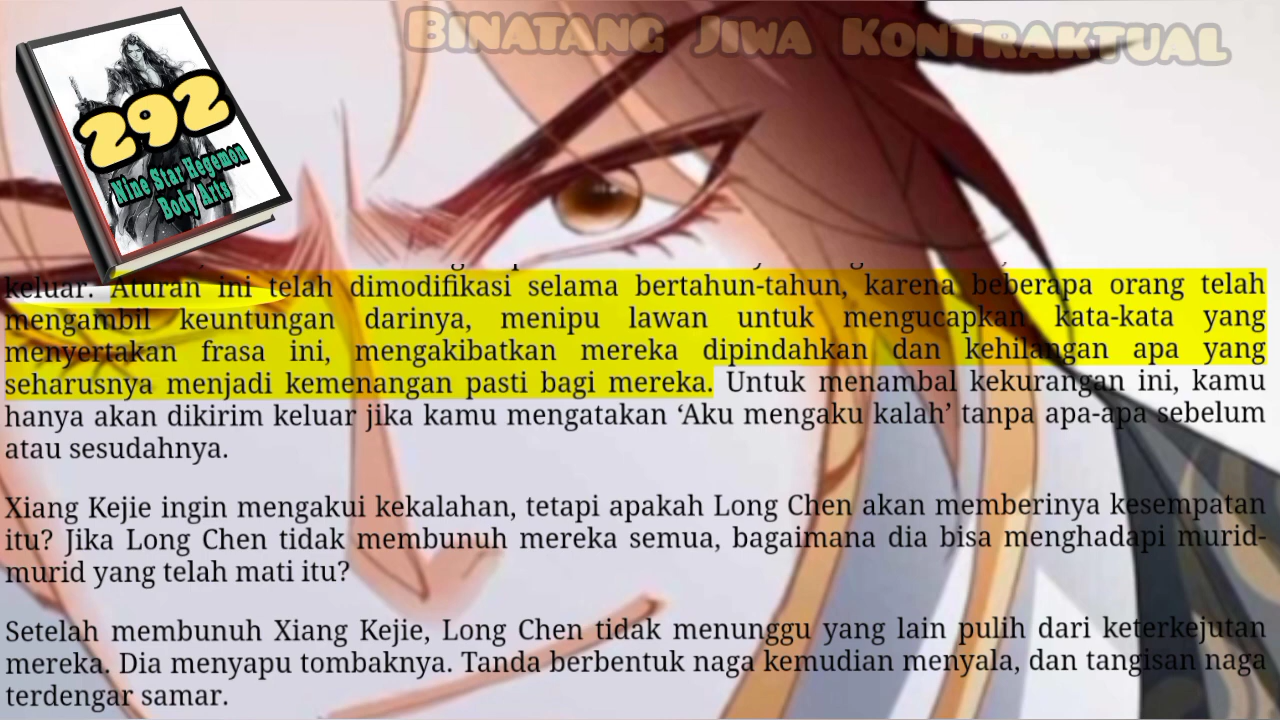 Binatang Jiwa Kontraktual
292
Nine Star Hegemon
Body Arts
keluar. Aturan ini telah dimodifikasi selama bertahun-tahun, karena beberapa orang telah
mengambil keuntungan darinya, menipu lawan untuk mengucapkan kata-kata yang
menyertakan frasa ini, mengakibatkan mereka dipindahkan dan kehilangan apa yang
seharusnya menjadi kemenangan pasti bagi mereka. Untuk menambal kekurangan ini, kamu
hanya akan dikirim keluar jika kamu mengatakan ‘Aku mengaku kalah’ tanpa apa-apa sebelum
atau sesudahnya.
Xiang Kejie ingin mengakui kekalahan, tetapi apakah Long Chen akan memberinya kesempatan
itu? Jika Long Chen tidak membunuh mereka semua, bagaimana dia bisa menghadapi murid-
murid yang telah mati itu?
Setelah membunuh Xiang Kejie, Long Chen tidak menunggu yang lain pulih dari keterkejutan
mereka. Dia menyapu tombaknya. Tanda berbentuk naga kemudian menyala, dan tangisan naga
terdengar samar.